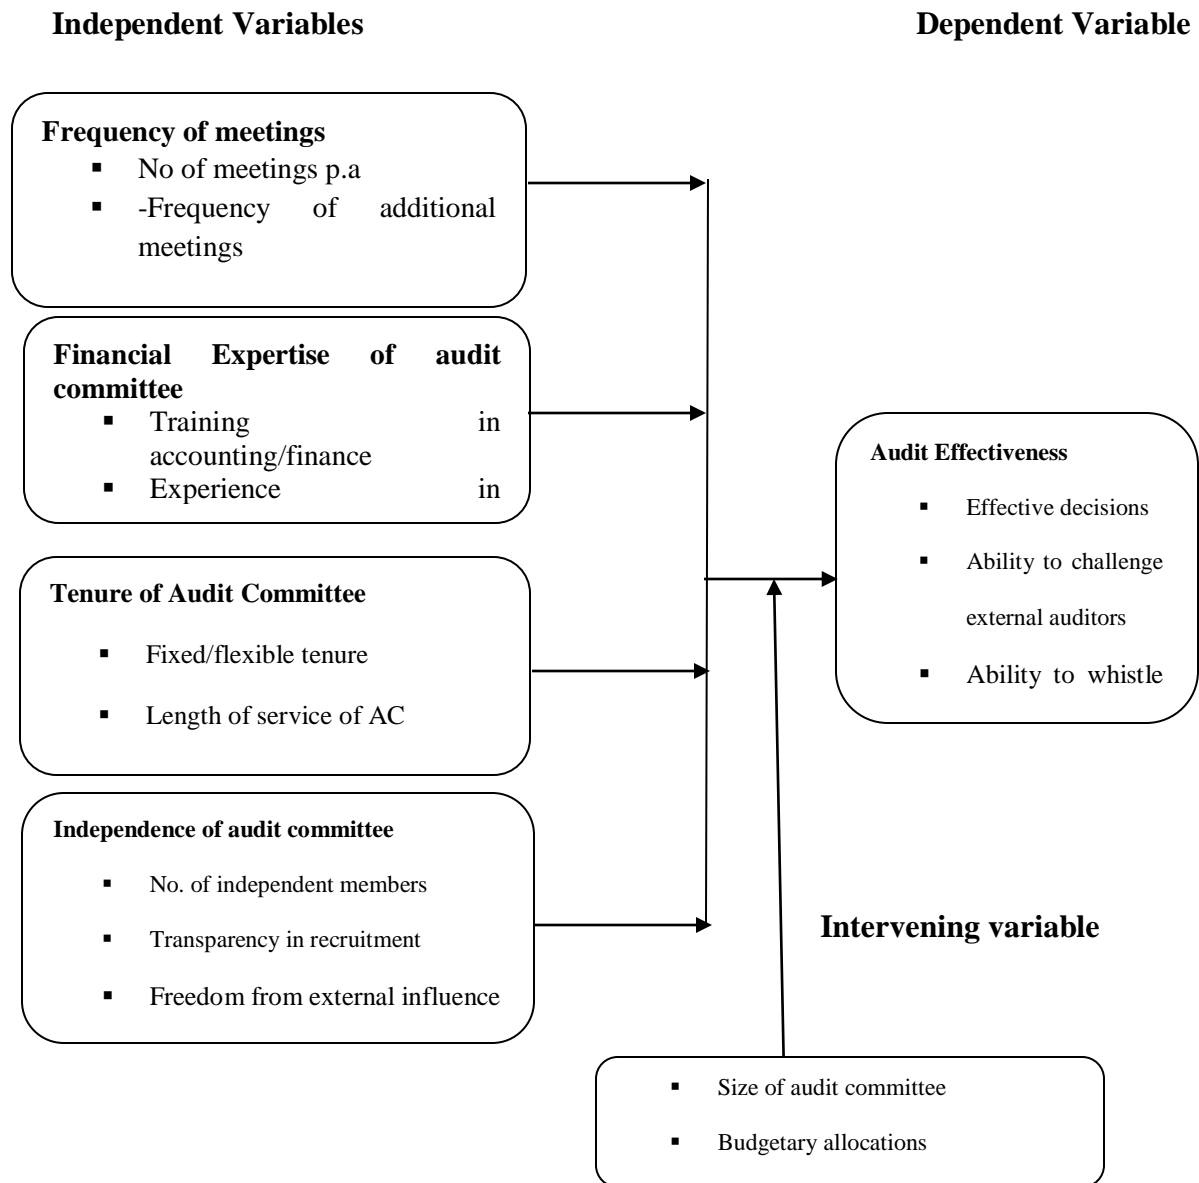 Independent Variables
Dependent Variable
Frequency of meetings
▪ No of meetings p.a
▪ -Frequency of additional
meetings
Financial Expertise of audit
committee
▪ Training in
accounting/finance
▪ Experience in
Tenure of Audit Committee
▪ Fixed/flexible tenure
▪ Length of service of AC
Independence of audit committee
▪ No. of independent members
▪ Transparency in recruitment
▪ Freedom from external influence
Audit Effectiveness
▪ Effective decisions
▪ Ability to challenge
external auditors
▪ Ability to whistle
Intervening variable
▪ Size of audit committee
▪ Budgetary allocations